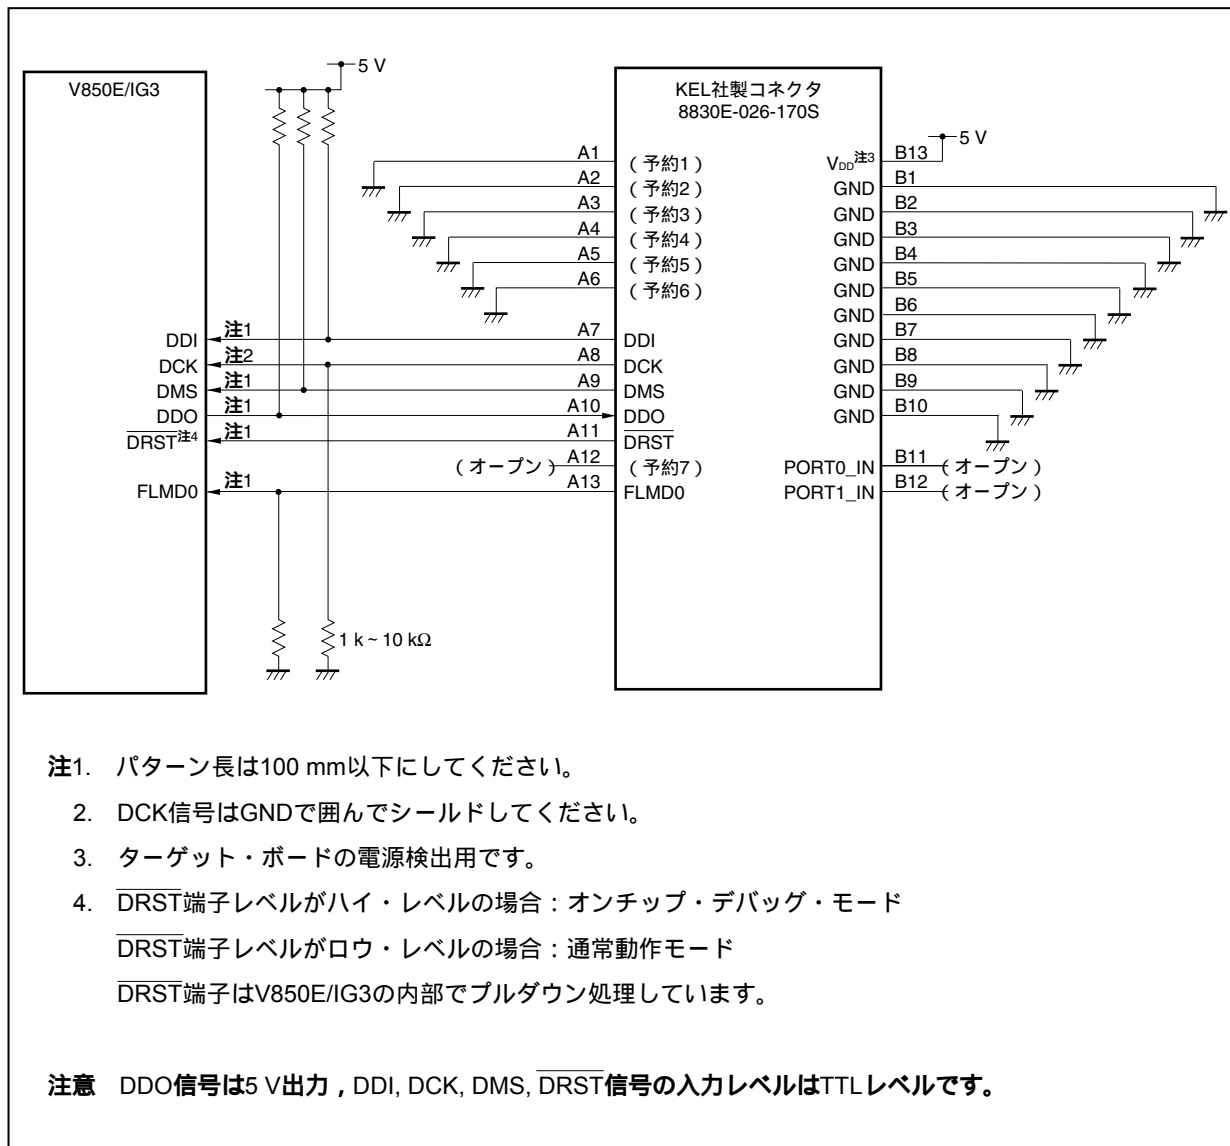 V850E/IG3
5 V
KEL社製コネクタ
8830E-026-170S
A1 （予約1）
A2 （予約2）
A3 （予約3）
A4 （予約4）
A5 （予約5）
A6 （予約6）
VDD注3 B13 5 V
GND B1
GND B2
GND B3
GND B4
GND B5
GND B6
GND B7
GND B8
GND B9
GND B10
DDI 注1 A7 DDI
DCK 注2 A8 DCK
DMS 注1 A9 DMS
DDO 注1 A10 DDO
DRST注4 注1 A11 DRST
（オープン） A12 （予約7）
FLMD0 注1 A13 FLMD0
PORT0_IN B11 （オープン）
PORT1_IN B12 （オープン）
1 k ~ 10 kΩ
注1. パターン長は100 mm以下にしてください。
2. DCK信号はGNDで囲んでシールドしてください。
3. ターゲット・ボードの電源検出用です。
4. DRST端子レベルがハイ・レベルの場合：オンチップ・デバッグ・モード
DRST端子レベルがロウ・レベルの場合：通常動作モード
DRST端子はV850E/IG3の内部でプルダウン処理しています。
注意 DDO信号は5 V出力，DDI, DCK, DMS, DRST信号の入力レベルはTTLレベルです。